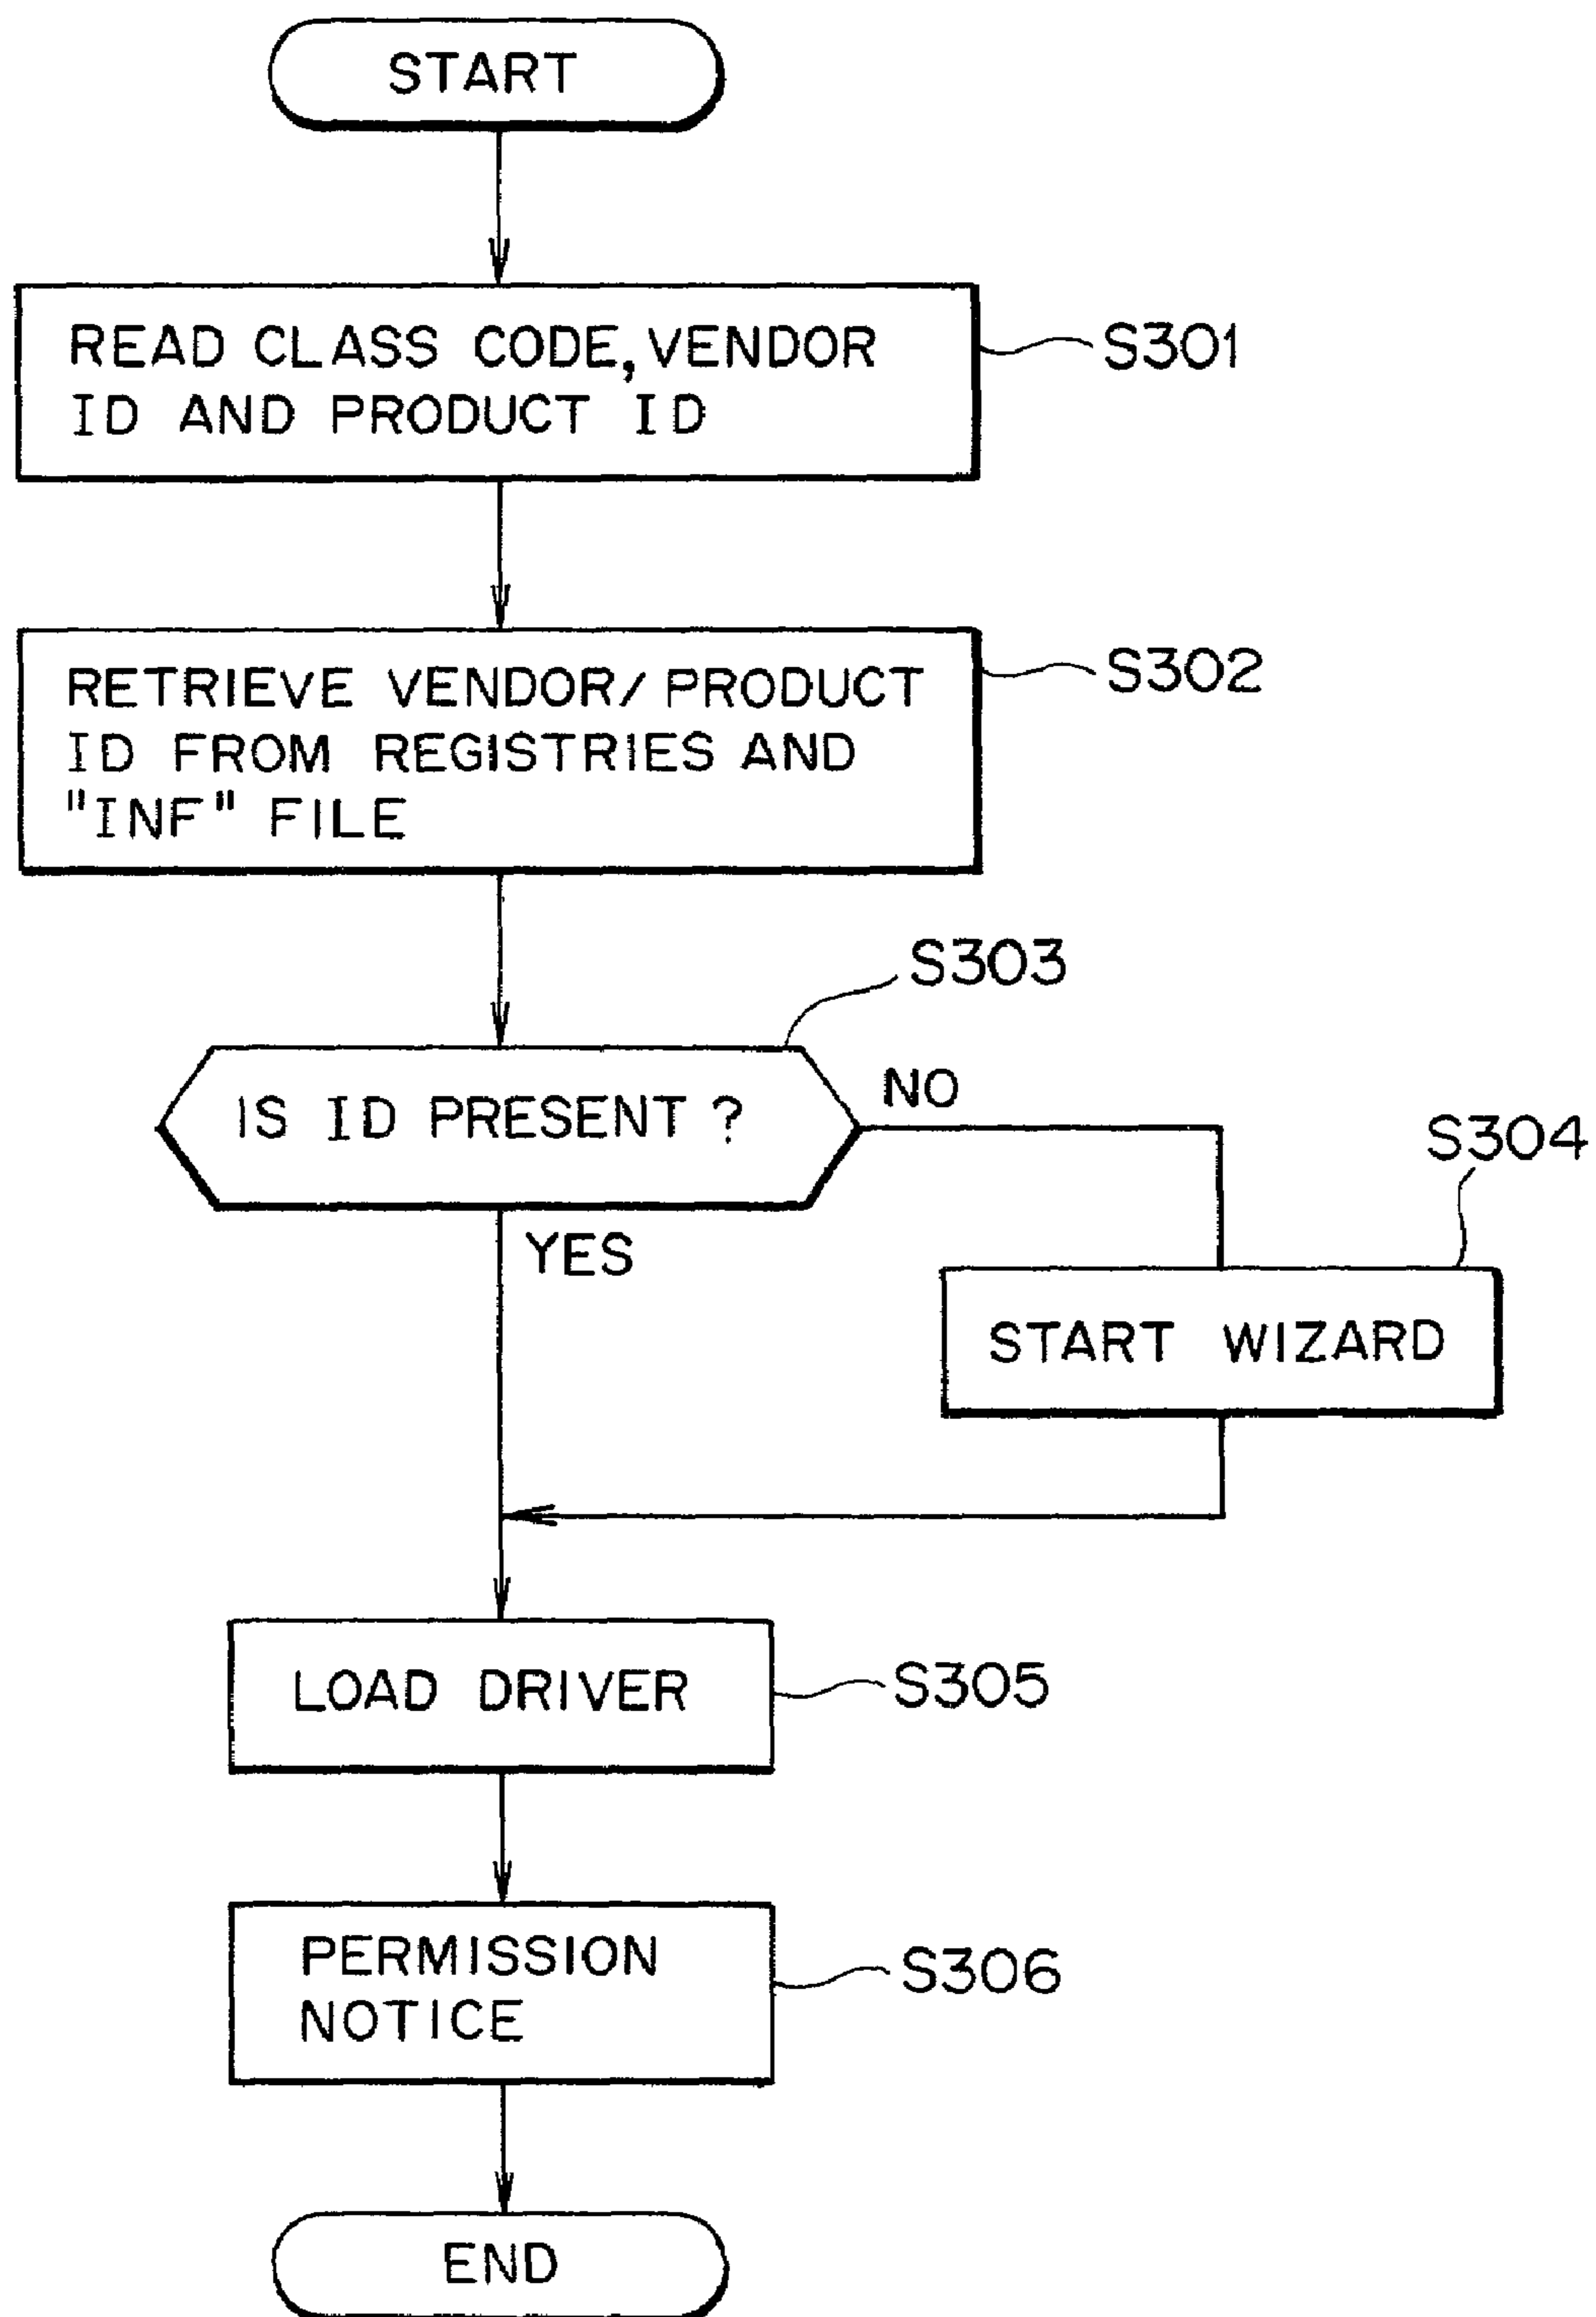 START
READ CLASS CODE, VENDOR
ID AND PRODUCT ID
S301
RETRIEVE VENDOR/ PRODUCT
ID FROM REGISTRIES AND
"INF" FILE
S302
S303
IS ID PRESENT ?
NO
YES
S304
START WIZARD
LOAD DRIVER
S305
PERMISSION
NOTICE
S306
END